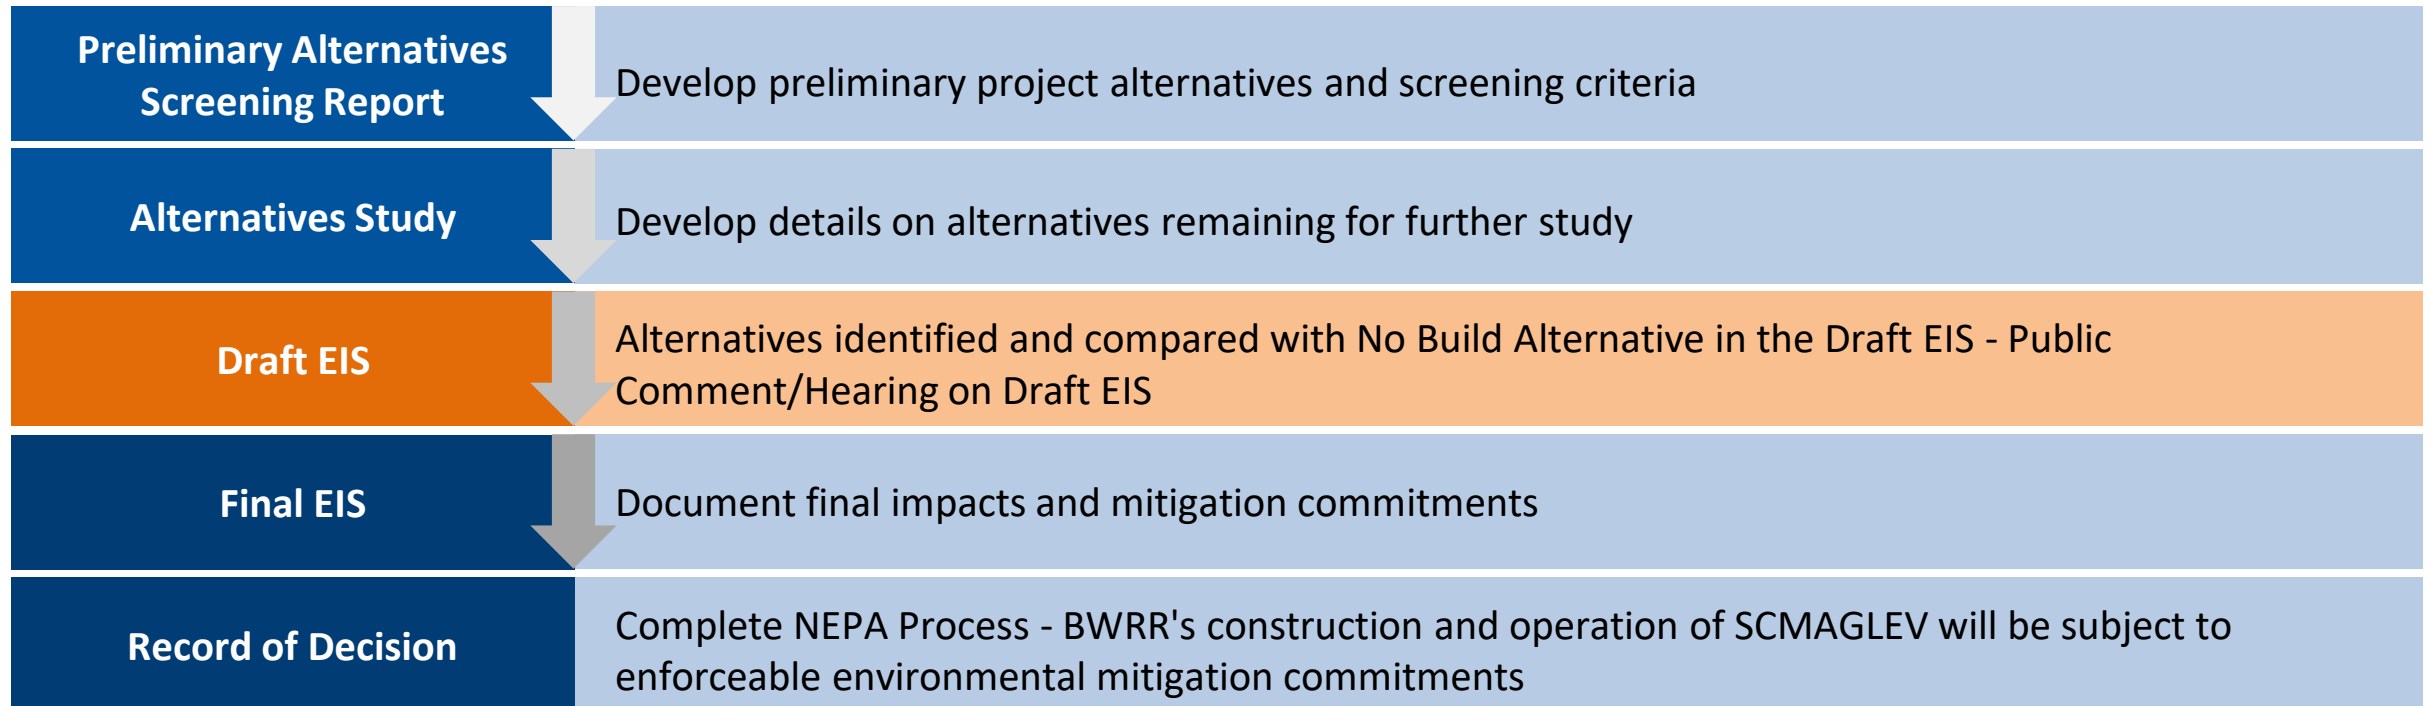 Preliminary Alternatives
Screening Report
Develop preliminary project alternatives and screening criteria
Alternatives Study
Develop details on alternatives remaining for further study
Draft EIS
Alternatives identified and compared with No Build Alternative in the Draft EIS - Public
Comment/Hearing on Draft EIS
Final EIS
Document final impacts and mitigation commitments
Record of Decision
Complete NEPA Process - BWRR's construction and operation of SCMAGLEV will be subject to
enforceable environmental mitigation commitments